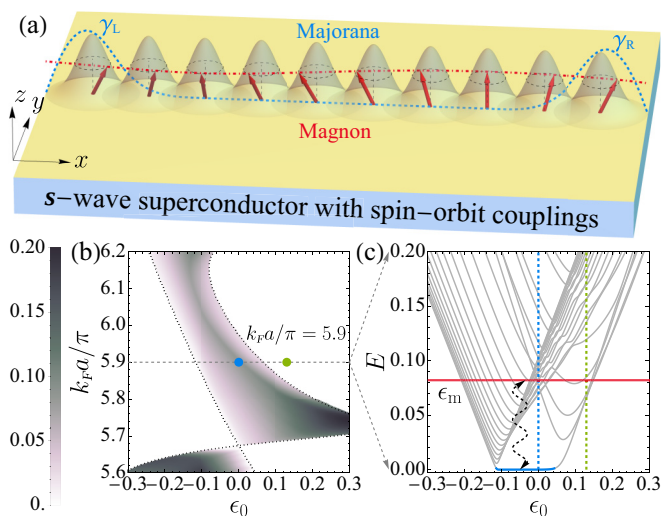 (a)
γL
Majorana
γR
z
y
x
Magnon
s-wave superconductor with spin-orbit couplings
(b)
0.20
0.15
0.10
0.05
0.
kFa/π
6.2
6.1
6.0
5.9
5.8
5.7
5.6
kFa/π = 5.9
−0.3 −0.2 −0.1 0.0 0.1 0.2 0.3
ϵ0
(c)
E
0.20
0.15
0.10
0.05
0.00
ϵm
−0.3 −0.2 −0.1 0.0 0.1 0.2 0.3
ϵ0